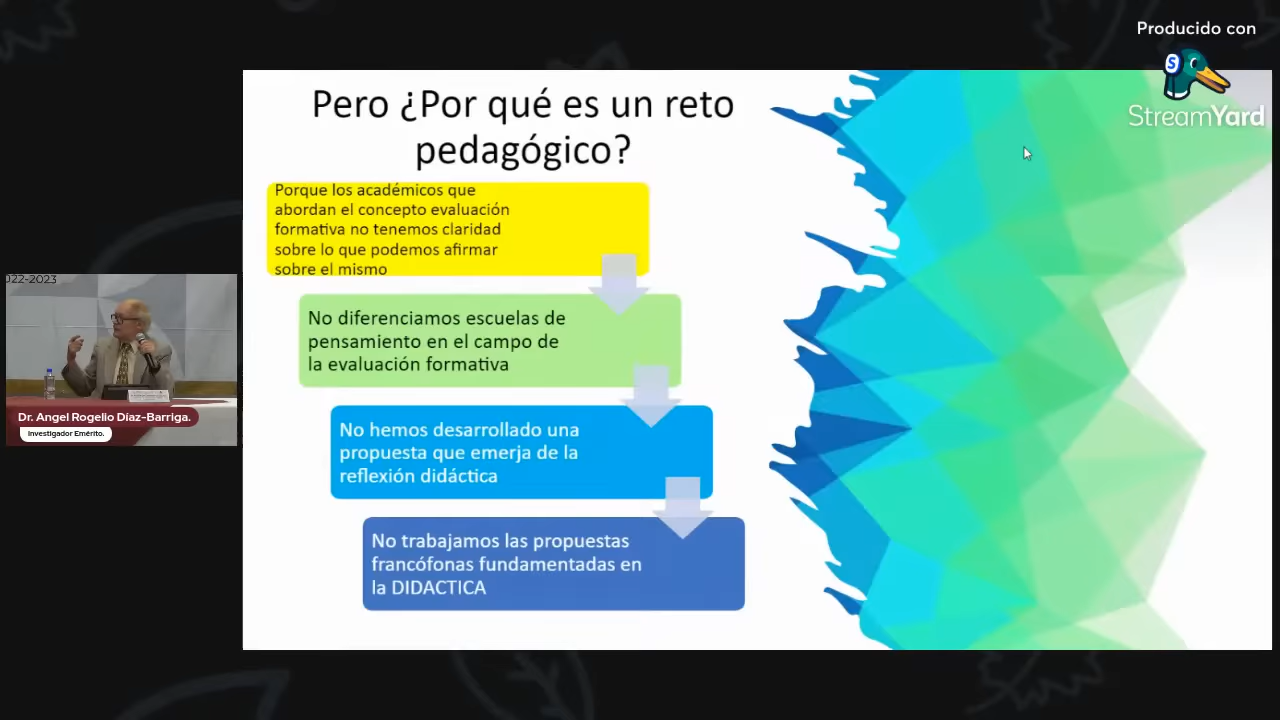 Producido con
StreamYard
Pero ¿Por qué es un reto
pedagógico?
Porque los académicos que
abordan el concepto evaluación
formativa no tenemos claridad
sobre lo que podemos afirmar
sobre el mismo
No diferenciamos escuelas de
pensamiento en el campo de
la evaluación formativa
No hemos desarrollado una
propuesta que emerja de la
reflexión didáctica
No trabajamos las propuestas
francófonas fundamentadas en
la DIDACTICA
022-2023
Dr. Angel Rogelio Díaz-Barriga.
Investigador Emérito.